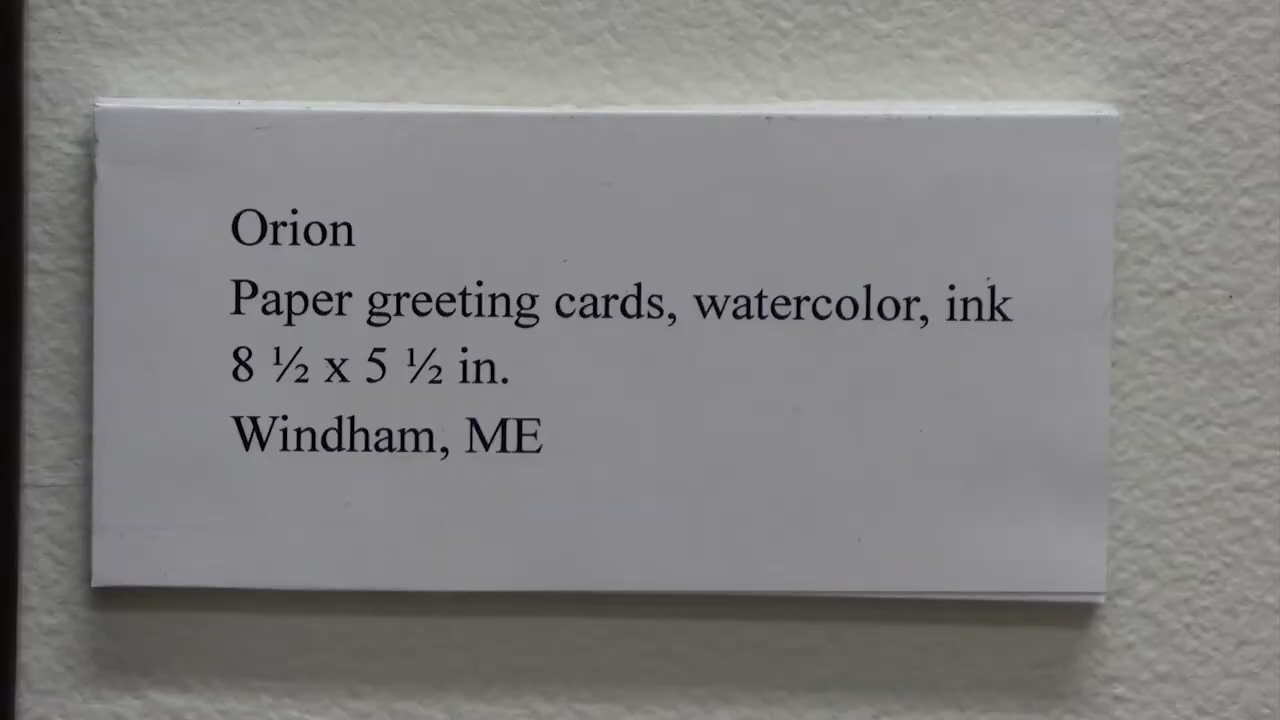 Orion
Paper greeting cards, watercolor, ink
8 ½ x 5 ½ in.
Windham, ME